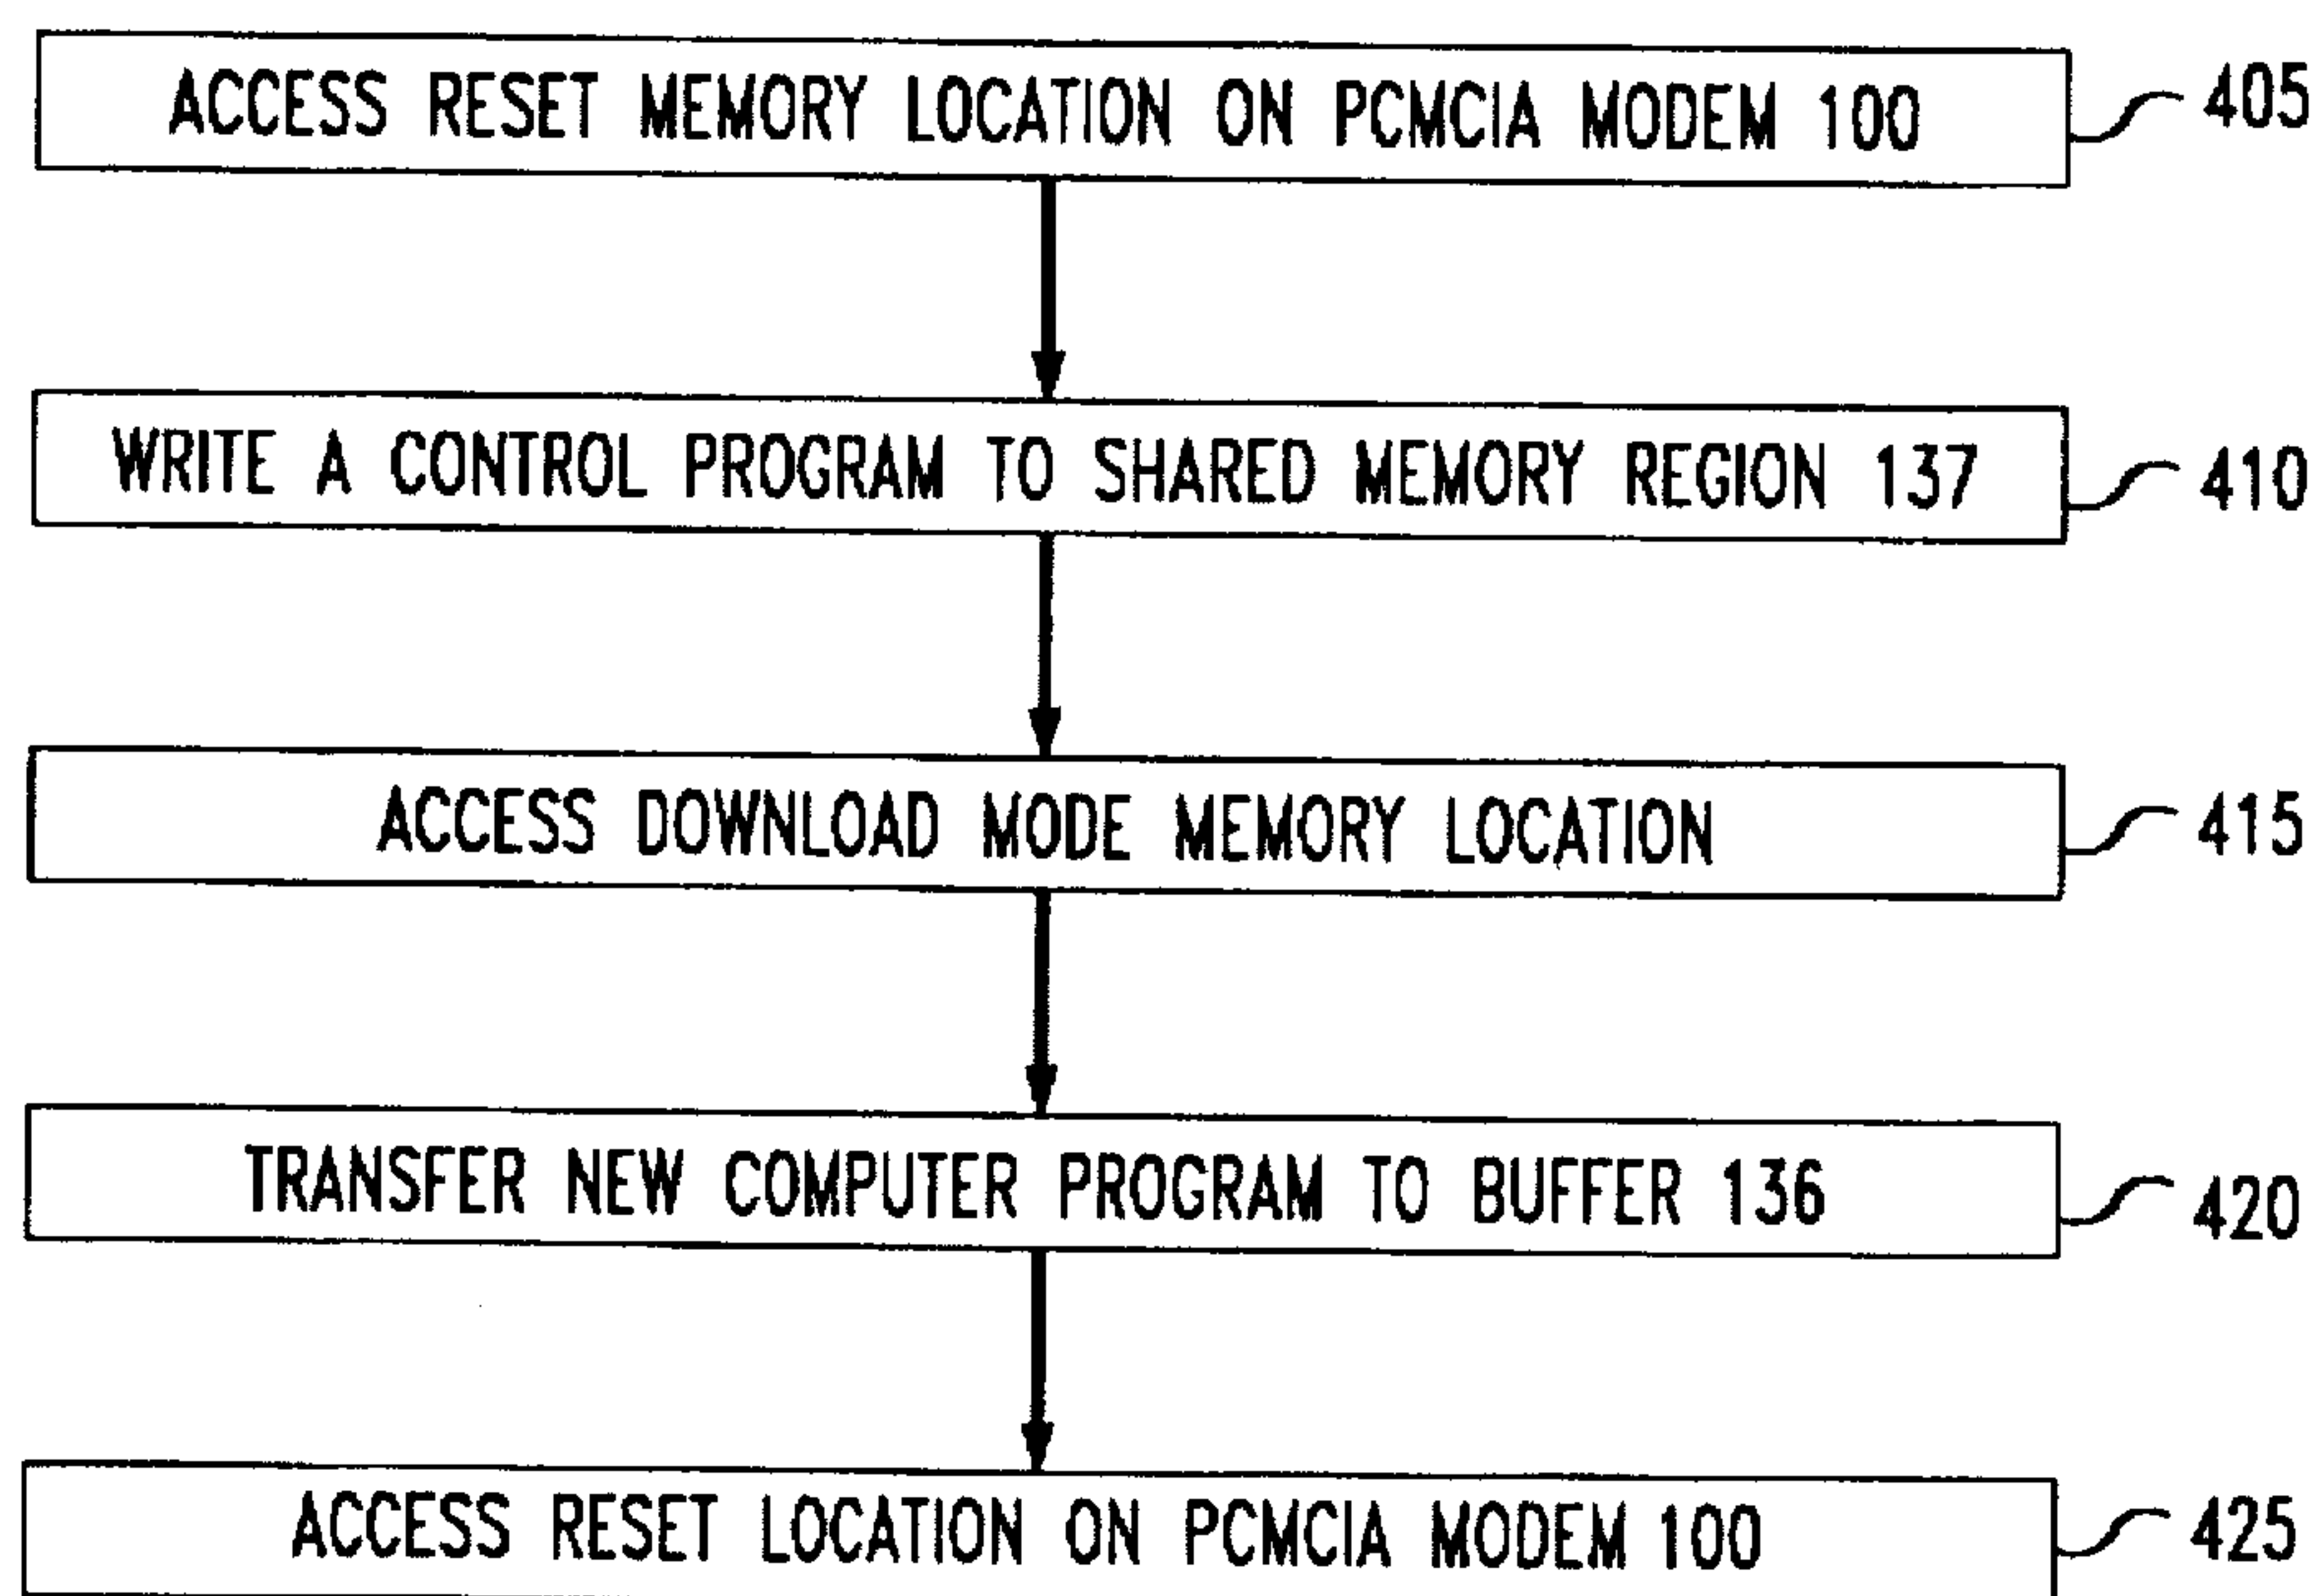 ACCESS RESET MEMORY LOCATION ON PCMCIA MODEM 100
405
WRITE A CONTROL PROGRAM TO SHARED MEMORY REGION 137
410
ACCESS DOWNLOAD MODE MEMORY LOCATION
415
TRANSFER NEW COMPUTER PROGRAM TO BUFFER 136
420
ACCESS RESET LOCATION ON PCMCIA MODEM 100
425